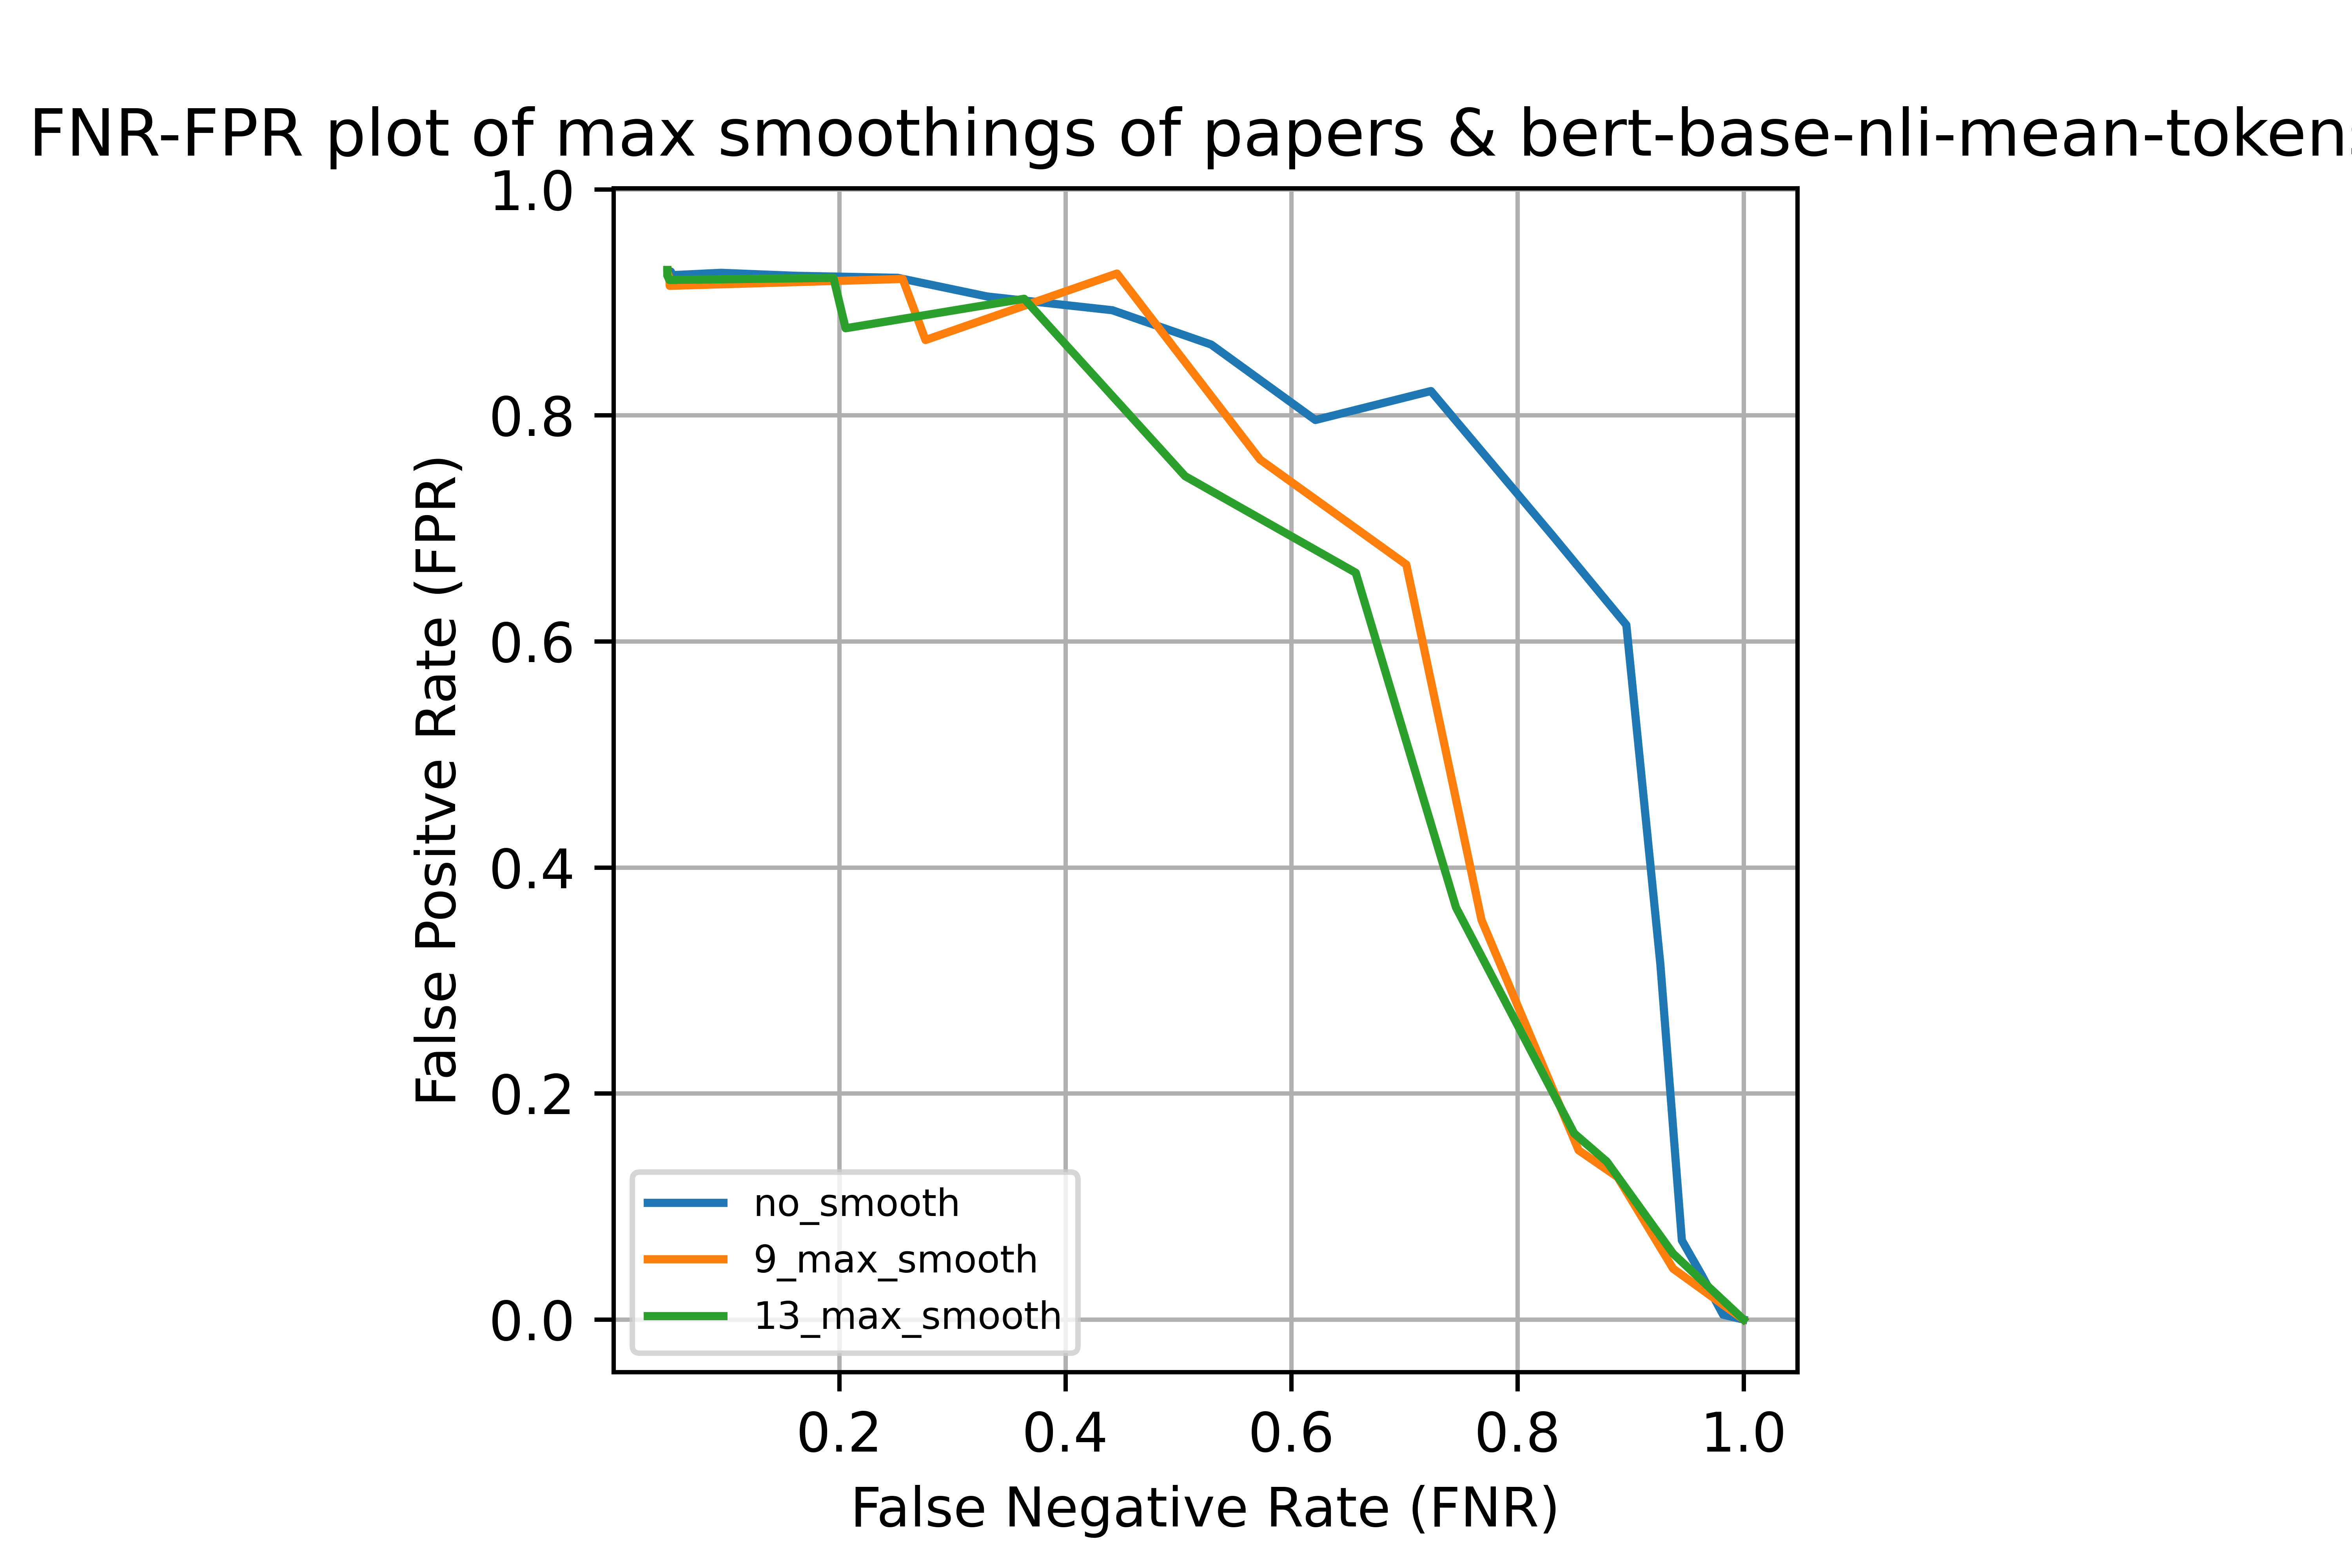 FNR-FPR plot of max smoothings of papers & bert-base-nli-mean-token
1.0
0.8
0.6
0.4
0.2
0.0
False Positve Rate (FPR)
no_smooth
9_max_smooth
13_max_smooth
0.2 0.4 0.6 0.8 1.0
False Negative Rate (FNR)